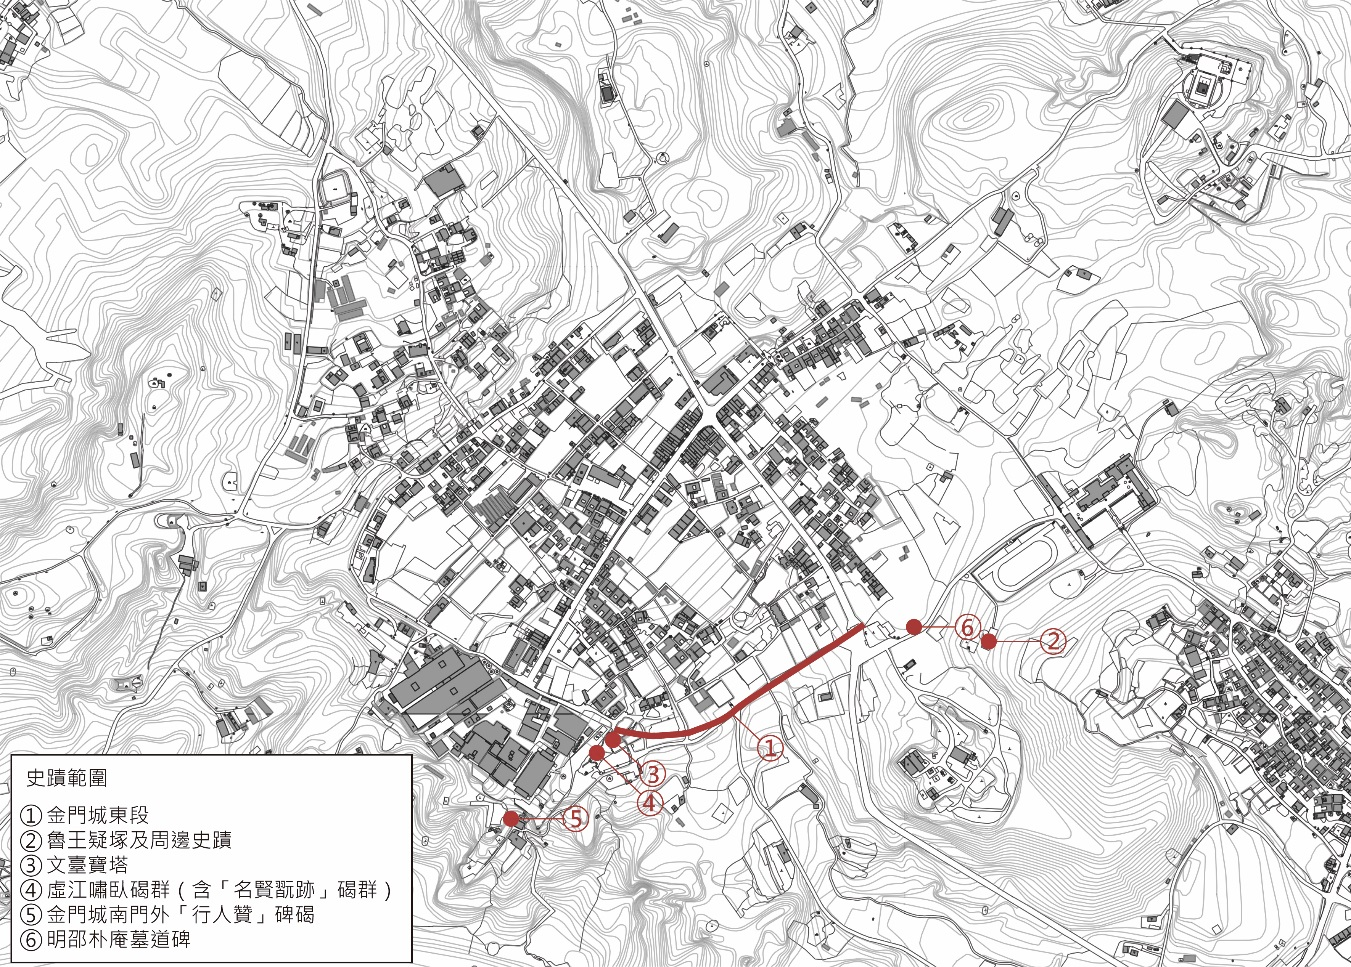 ⑥
②
①
③
④
⑤
史蹟範圍
①金門城東段
②魯王疑塚及周邊史蹟
③文臺寶塔
④虛江嘯臥碣群（含「名賢翫跡」碣群）
⑤金門城南門外「行人贊」碑碣
⑥明邵朴庵墓道碑